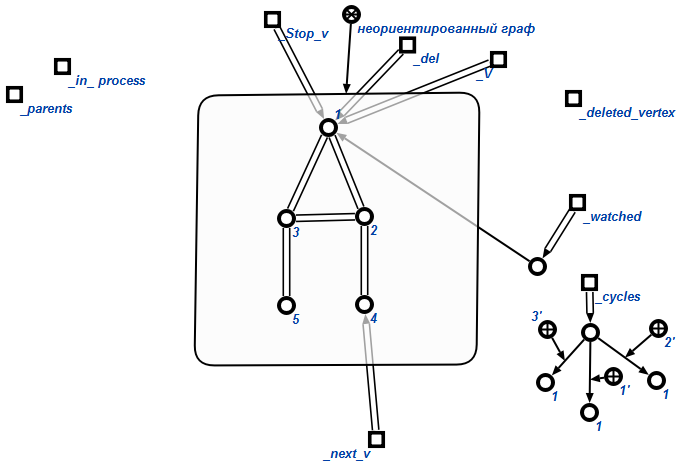 _Stop_v
неориентированный граф
_del
_V
_in_ process
_parents
_deleted_vertex
1
_watched
3
2
_cycles
5
4
3'
2'
1
1'
1
1
_next_v